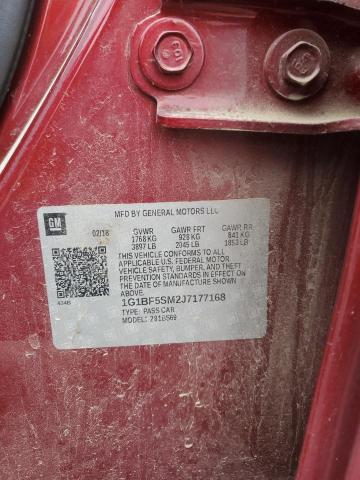 GM
MFD BY GENERAL MOTORS LLC
02/18 GVWR GAWR FRT GAWR RR
1768 KG 928 KG 841 KG
3897 LB 2045 LB 1853 LB
THIS VEHICLE CONFORMS TO ALL
APPLICABLE U.S. FEDERAL MOTOR
VEHICLE SAFETY, BUMPER, AND THEFT
PREVENTION STANDARDS IN EFFECT ON
THE DATE OF MANUFACTURE SHOWN
ABOVE.
1G1BF5SM2J7177168
TYPE: PASS CAR
MODEL: